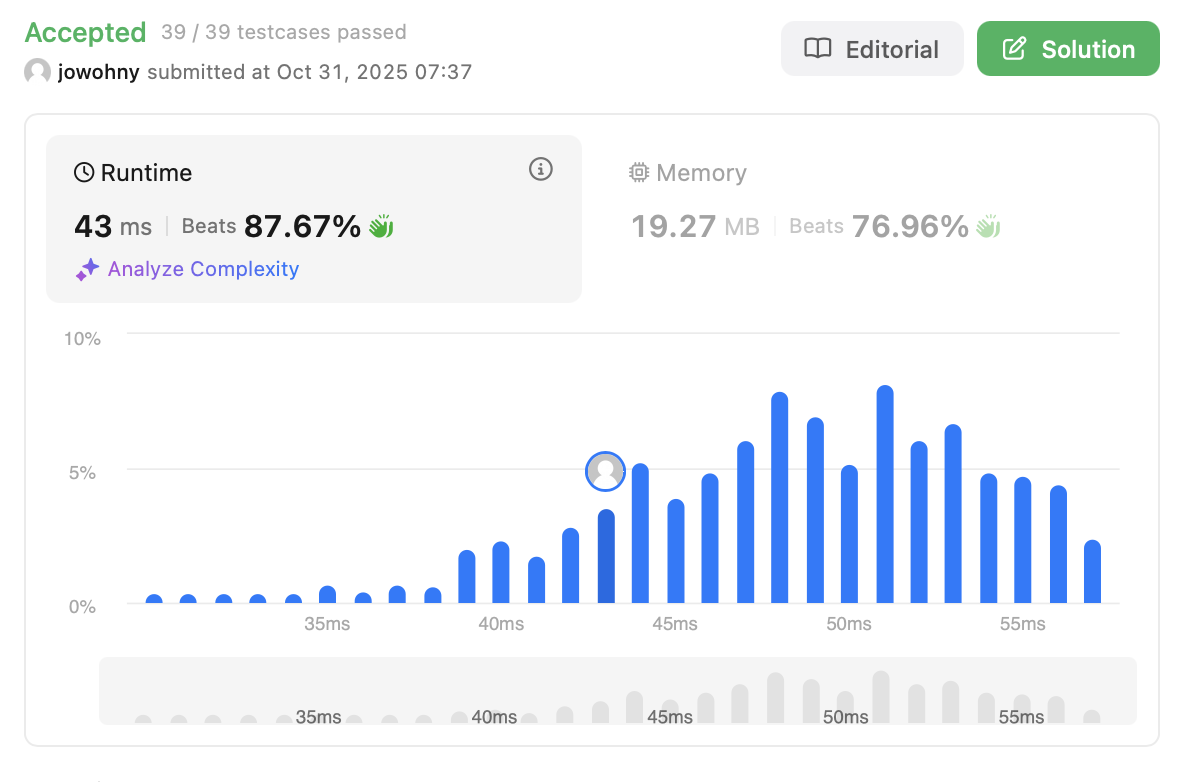 Accepted 39 / 39 testcases passed
jowohny submitted at Oct 31, 2025 07:37
Editorial
Solution
Runtime
43 ms Beats 87.67%
Analyze Complexity
Memory
19.27 MB Beats 76.96%
10%
5%
0%
35ms 40ms 45ms 50ms 55ms
35ms 40ms 45ms 50ms 55ms